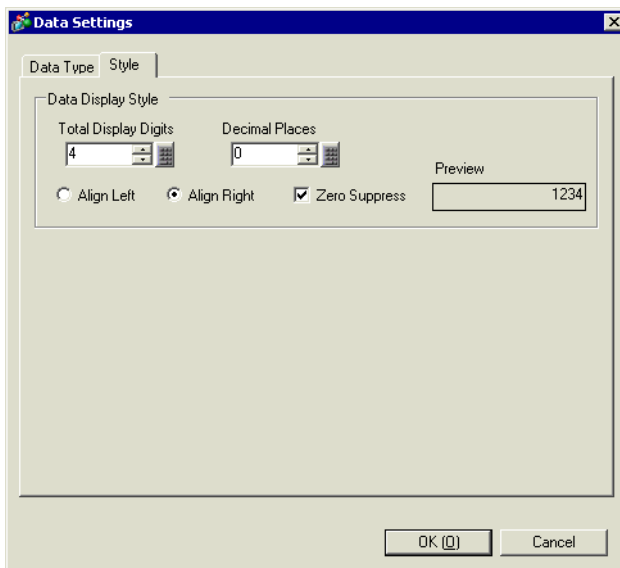 Data Settings
Data Type Style
Data Display Style
Total Display Digits Decimal Places
4 0
Preview
Align Left Align Right Zero Suppress 1234
OK (O) Cancel